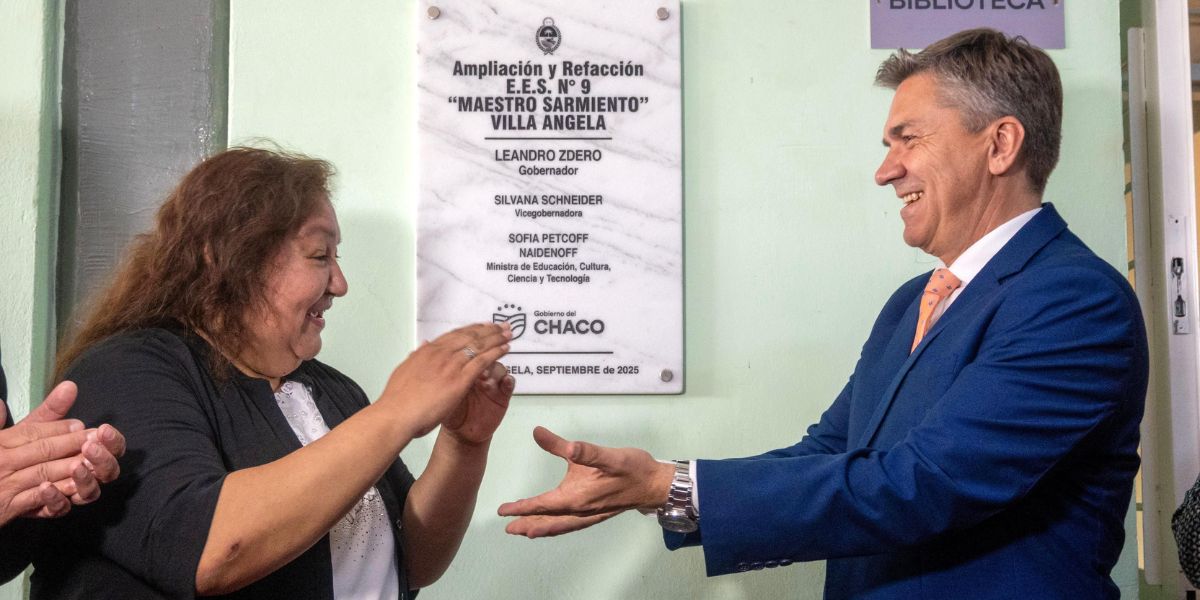 BIBLIOTECA
Ampliación y Refacción
E.E.S. N° 9
“MAESTRO SARMIENTO”
VILLA ANGELA
LEANDRO ZDERO
Gobernador
SILVANA SCHNEIDER
Vicegobernadora
SOFIA PETCOFF
NAIDENOFF
Ministra de Educación, Cultura,
Ciencia y Tecnología
Gobierno del
CHACO
SEPTIEMBRE de 2025